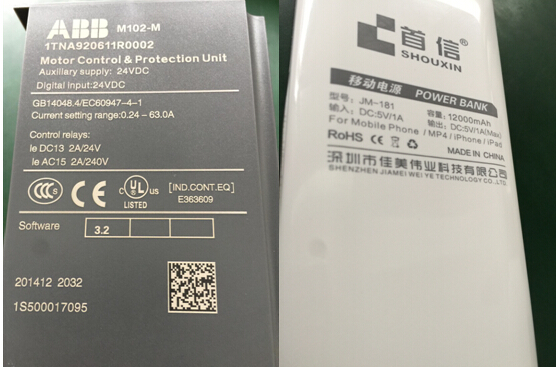 ABB M102-M
1TNA920611R0002
Motor Control & Protection Unit
Auxiliary supply: 24VDC
Digital input:24VDC
GB14048.4/EC60947-4-1
Current setting range:0.24 - 63.0A
Control relays:
Ie DC13 2A/24V
Ie AC15 2A/240V
CCC S CE c UL us LISTED [IND.CONT.EQ] E363609
Software 3.2
201412 2032
1S500017095
首信
SHOUXIN
移动电源 POWER BANK
型号: JM-181 容量: 12000mAh
输入: DC:5V/1A 输出: DC:5V/1A(Max)
For Mobile Phone / MP4 / iPhone / iPad
RoHS CE
MADE IN CHINA
深圳市佳美伟业科技有限公司
SHENZHEN JIAMEI WEI YE TECHNOLOGY CO.,LTD